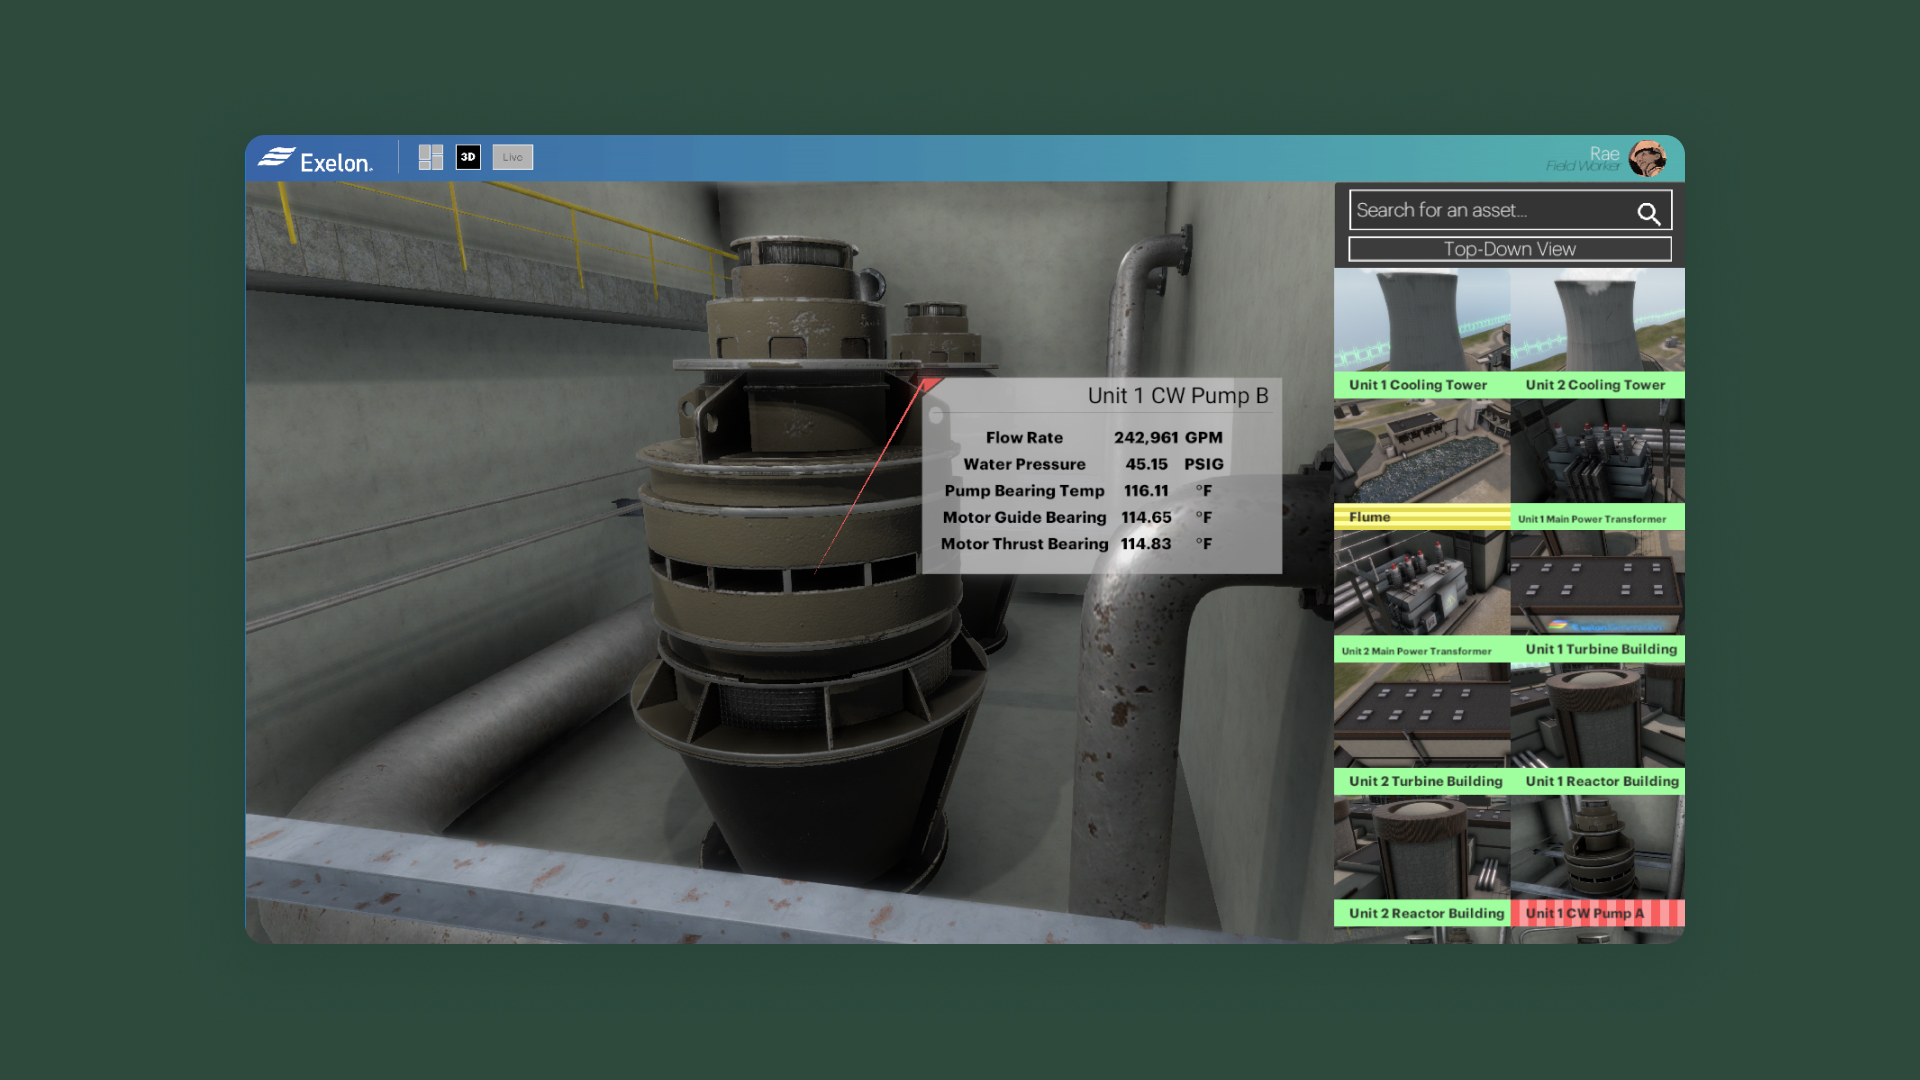 Exelon.
3D
Live
Rae
Field Worker
Search for an asset...
Top-Down View
Unit 1 CW Pump B
Flow Rate 242,961 GPM
Water Pressure 45.15 PSIG
Pump Bearing Temp 116.11 °F
Motor Guide Bearing 114.65 °F
Motor Thrust Bearing 114.83 °F
Unit 1 Cooling Tower
Unit 2 Cooling Tower
Flume
Unit 1 Main Power Transformer
Unit 2 Main Power Transformer
Unit 1 Turbine Building
Unit 2 Turbine Building
Unit 1 Reactor Building
Unit 2 Reactor Building
Unit 1 CW Pump A